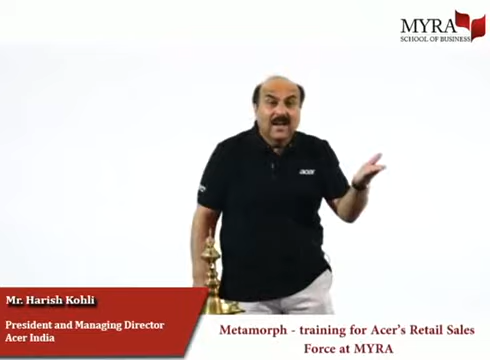 MYRA
SCHOOL OF BUSINESS
acer
Mr. Harish Kohli
President and Managing Director
Acer India
Metamorph - training for Acer's Retail Sales
Force at MYRA